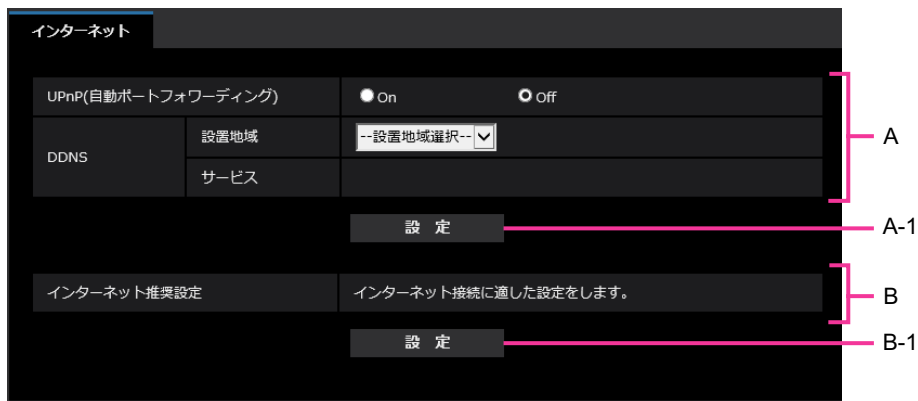 インターネット
UPnP(自動ポートフォワーディング) On Off
DDNS 設置地域 --設置地域選択--
サービス
A
設 定 A-1
インターネット推奨設定 インターネット接続に適した設定をします。 B
設 定 B-1